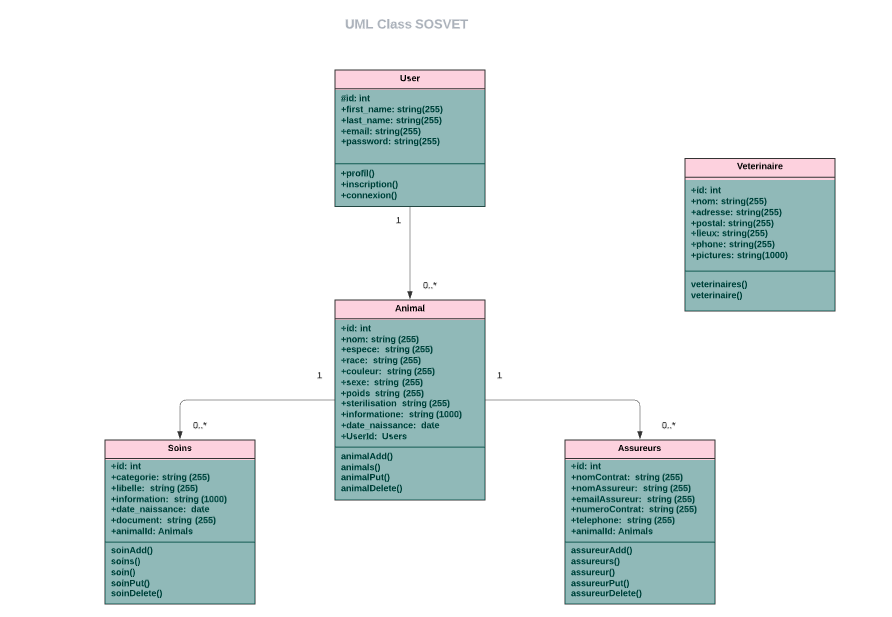 UML Class SOSVET
User
#id: int
+first_name: string(255)
+last_name: string(255)
+email: string(255)
+password: string(255)
+profil()
+inscription()
+connexion()
Veterinaire
+id: int
+nom: string(255)
+adresse: string(255)
+postal: string(255)
+lieux: string(255)
+phone: string(255)
+pictures: string(1000)
veterinaires()
veterinaire()
1
0..*
Animal
+id: int
+nom: string (255)
+espece: string (255)
+race: string (255)
+couleur: string (255)
+sexe: string (255)
+poids string (255)
+sterilisation string (255)
+informatione: string (1000)
+date_naissance: date
+UserId: Users
animalAdd()
animals()
animalPut()
animalDelete()
1
0..*
1
0..*
Soins
+id: int
+categorie: string (255)
+libelle: string (255)
+information: string (1000)
+date_naissance: date
+document: string (255)
+animalId: Animals
soinAdd()
soins()
soin()
soinPut()
soinDelete()
Assureurs
+id: int
+nomContrat: string (255)
+nomAssureur: string (255)
+emailAssureur: string (255)
+numeroContrat: string (255)
+telephone: string (255)
+animalId: Animals
assureurAdd()
assureurs()
assureur()
assureurPut()
assureurDelete()